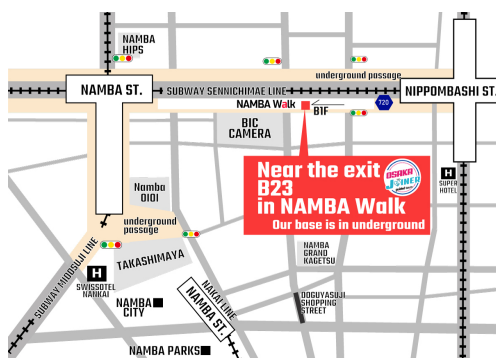 NAMBA
HIPS
underground passage
NAMBA ST.
SUBWAY SENNICHIMAE LINE
NIPPOMBASHI ST.
NAMBA Walk
B1F
720
BIC
CAMERA
Near the exit
B23
in NAMBA Walk
Our base is in underground
OSAKA
JOINER
H
SUPER
HOTEL
Namba
OIOI
underground
passage
SUBWAY MIDOSUJI LINE
TAKASHIMAYA
NAMBA
GRAND
KAGETSU
H
SWISSOTEL
NANKAI
NANKAI LINE
NAMBA ST.
NAMBA
CITY
DOGUYASUJI
SHOPPING
STREET
NAMBA PARKS